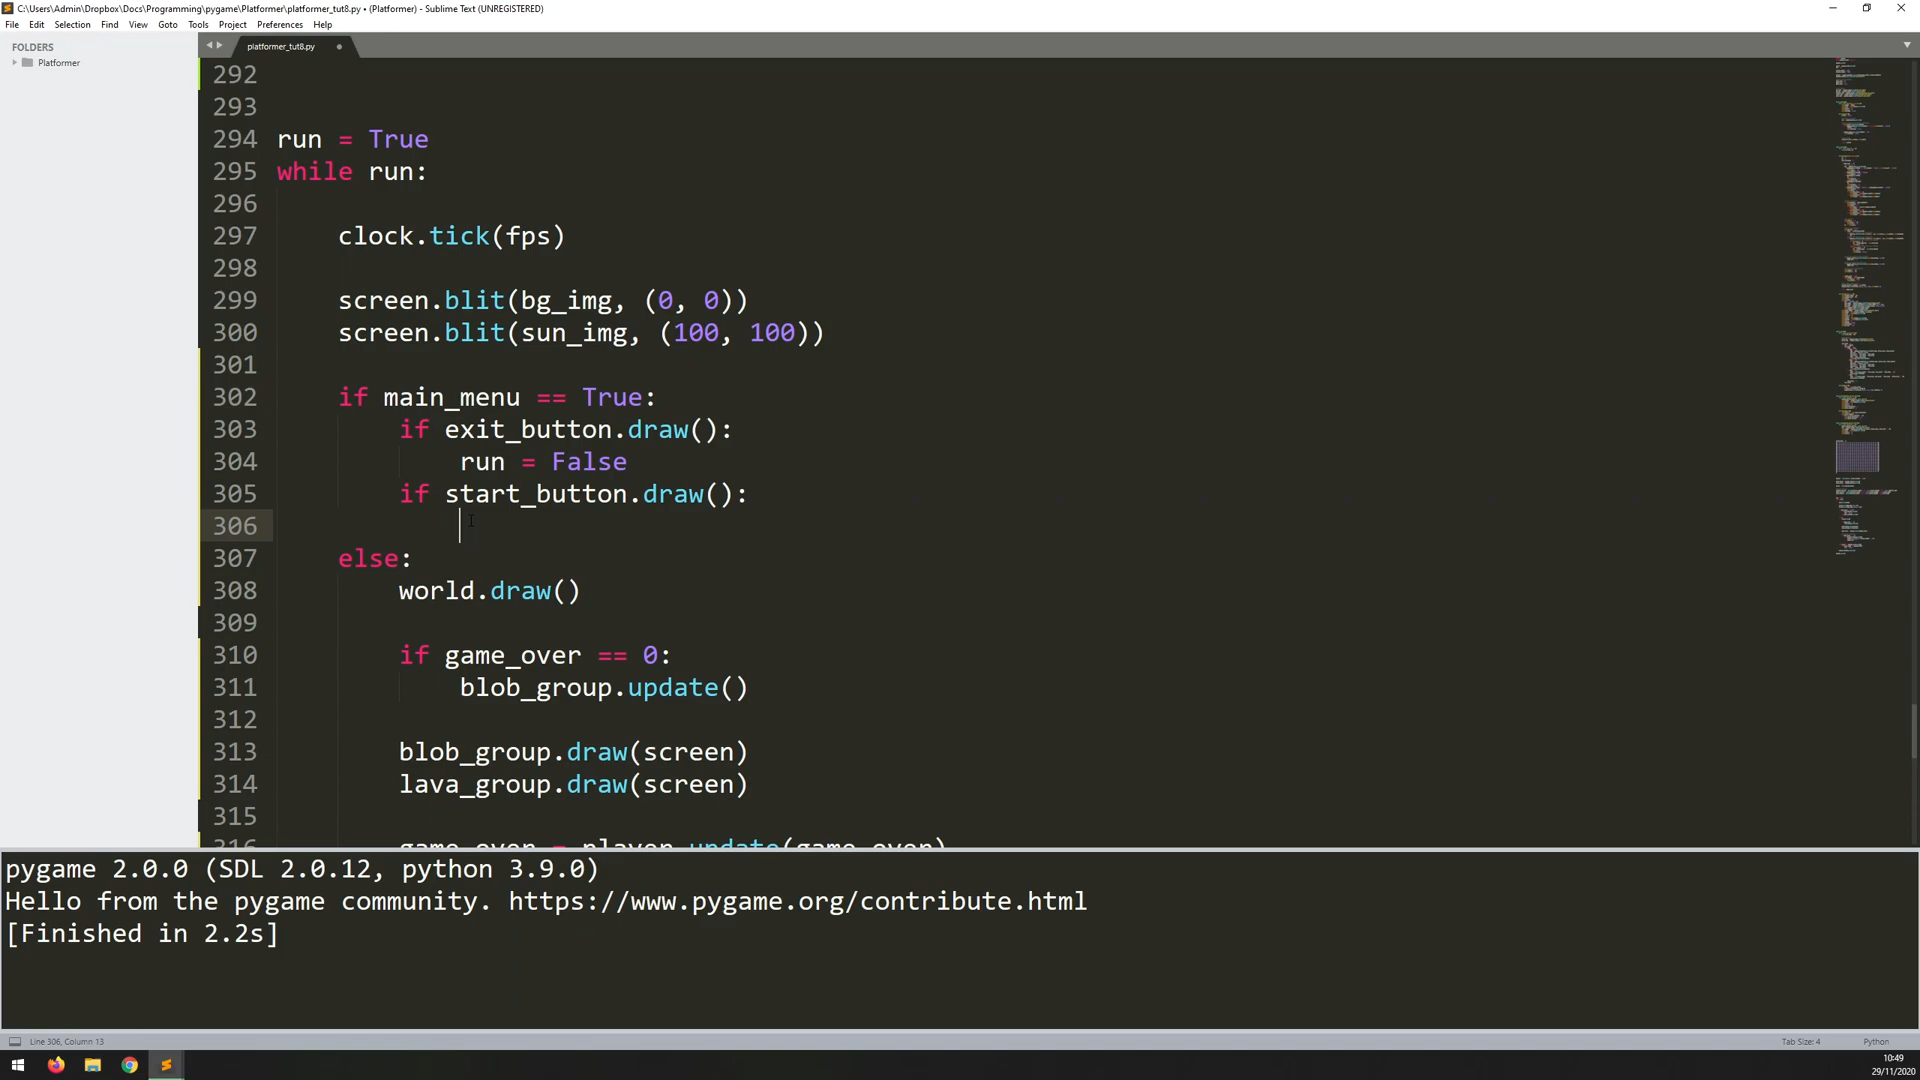 C:\Users\Admin\Dropbox\Docs\Programming\pygame\Platformer\platformer_tut8.py • (Platformer) - Sublime Text (UNREGISTERED)
File Edit Selection Find View Goto Tools Project Preferences Help
FOLDERS
Platformer
platformer_tut8.py
292
293
294 run = True
295 while run:
296
297 clock.tick(fps)
298
299 screen.blit(bg_img, (0, 0))
300 screen.blit(sun_img, (100, 100))
301
302 if main_menu == True:
303 if exit_button.draw():
304 run = False
305 if start_button.draw():
306
307 else:
308 world.draw()
309
310 if game_over == 0:
311 blob_group.update()
312
313 blob_group.draw(screen)
314 lava_group.draw(screen)
315
316 game_over = player.update(game_over)
pygame 2.0.0 (SDL 2.0.12, python 3.9.0)
Hello from the pygame community. https://www.pygame.org/contribute.html
[Finished in 2.2s]
Line 306, Column 13
Tab Size: 4
Python
10:49
29/11/2020